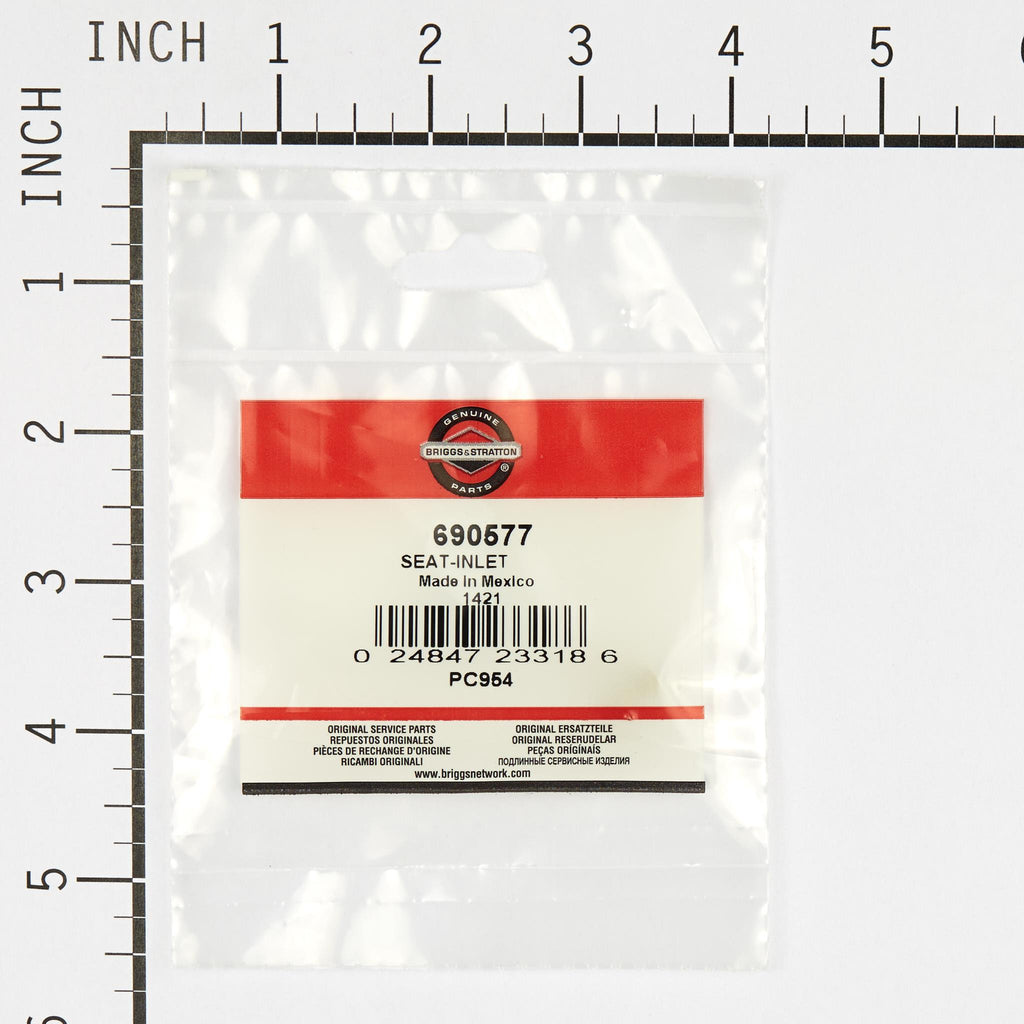 INCH 1 2 3 4 5
INCH
1
2
3
4
5
GENUINE
BRIGGS&STRATTON
®
PARTS
690577
SEAT-INLET
Made In Mexico
1421
0 24847 23318 6
PC954
ORIGINAL SERVICE PARTS
REPUESTOS ORIGINALES
PIÈCES DE RECHANGE D'ORIGINE
RICAMBI ORIGINALI
ORIGINAL ERSATZTEILE
ORIGINAL RESERUDELAR
PEÇAS ORÍGÍNAIS
ПОДЛИННЫЕ СЕРВИСНЫЕ ИЗДЕЛИЯ
www.briggsnetwork.com